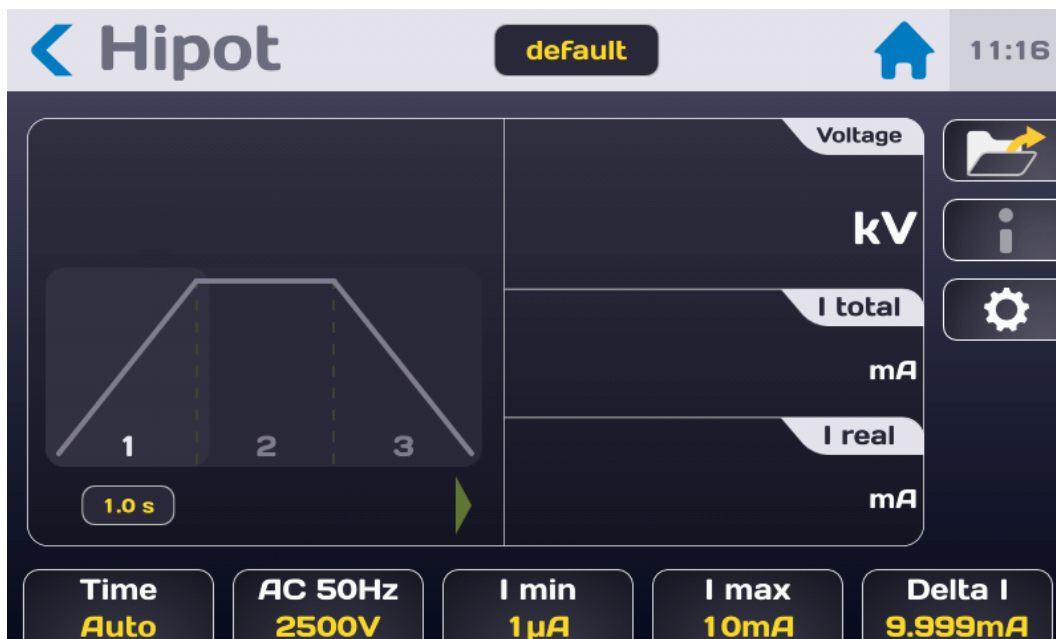 Hipot
default
11:16
Voltage
kV
I total
mA
I real
mA
1
2
3
1.0 s
Time
Auto
AC 50Hz
2500V
I min
1µA
I max
10mA
Delta I
9.999mA